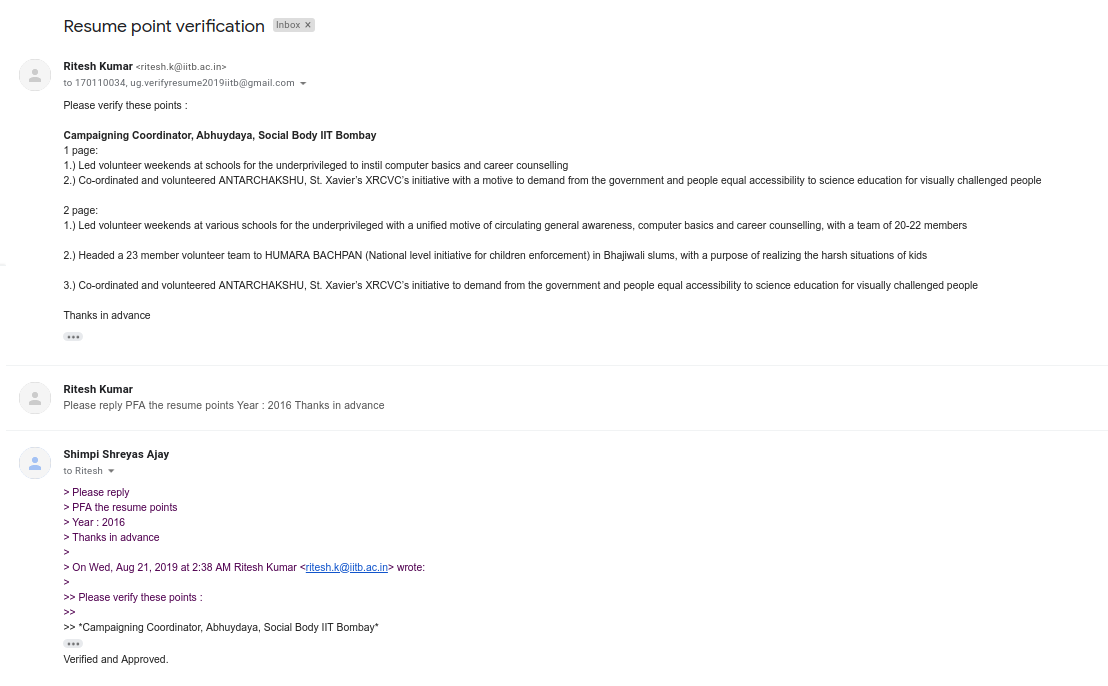 Resume point verification Inbox ×
Ritesh Kumar <ritesh.k@iitb.ac.in>
to 170110034, ug.verifyresume2019iitb@gmail.com
Please verify these points :
Campaigning Coordinator, Abhuydaya, Social Body IIT Bombay
1 page:
1.) Led volunteer weekends at schools for the underprivileged to instil computer basics and career counselling
2.) Co-ordinated and volunteered ANTARCHAKSHU, St. Xavier's XRCVC's initiative with a motive to demand from the government and people equal accessibility to science education for visually challenged people
2 page:
1.) Led volunteer weekends at various schools for the underprivileged with a unified motive of circulating general awareness, computer basics and career counselling, with a team of 20-22 members
2.) Headed a 23 member volunteer team to HUMARA BACHPAN (National level initiative for children enforcement) in Bhajiwali slums, with a purpose of realizing the harsh situations of kids
3.) Co-ordinated and volunteered ANTARCHAKSHU, St. Xavier's XRCVC's initiative to demand from the government and people equal accessibility to science education for visually challenged people
Thanks in advance
•••
Ritesh Kumar
Please reply PFA the resume points Year : 2016 Thanks in advance
Shimpi Shreyas Ajay
to Ritesh
> Please reply
> PFA the resume points
> Year : 2016
> Thanks in advance
>
> On Wed, Aug 21, 2019 at 2:38 AM Ritesh Kumar <ritesh.k@iitb.ac.in> wrote:
>
>> Please verify these points :
>>
>> *Campaigning Coordinator, Abhuydaya, Social Body IIT Bombay*
•••
Verified and Approved.